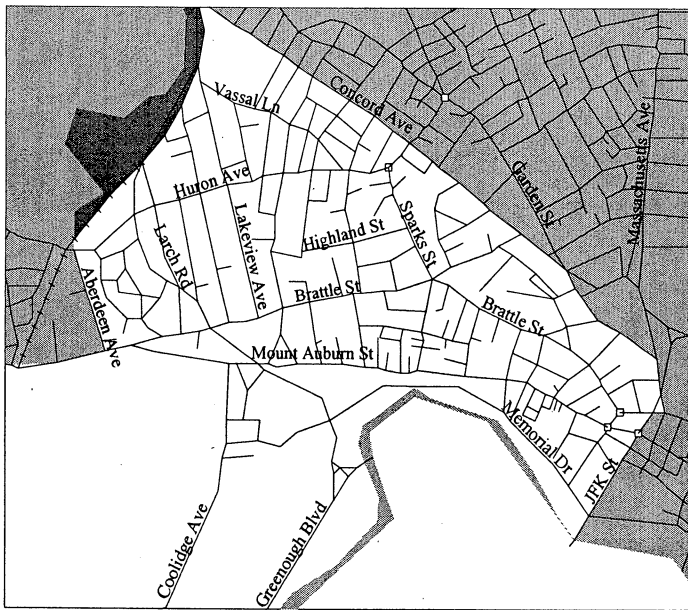 Vassal Ln
Concord Ave
Massachusetts Ave
Garden St
Huron Ave
Lakeview Ave
Highland St
Sparks St
Larch Rd
Aberdeen Ave
Brattle St
Brattle St
Mount Auburn St
Memorial Dr
JFK St
Coolidge Ave
Greenough Blvd